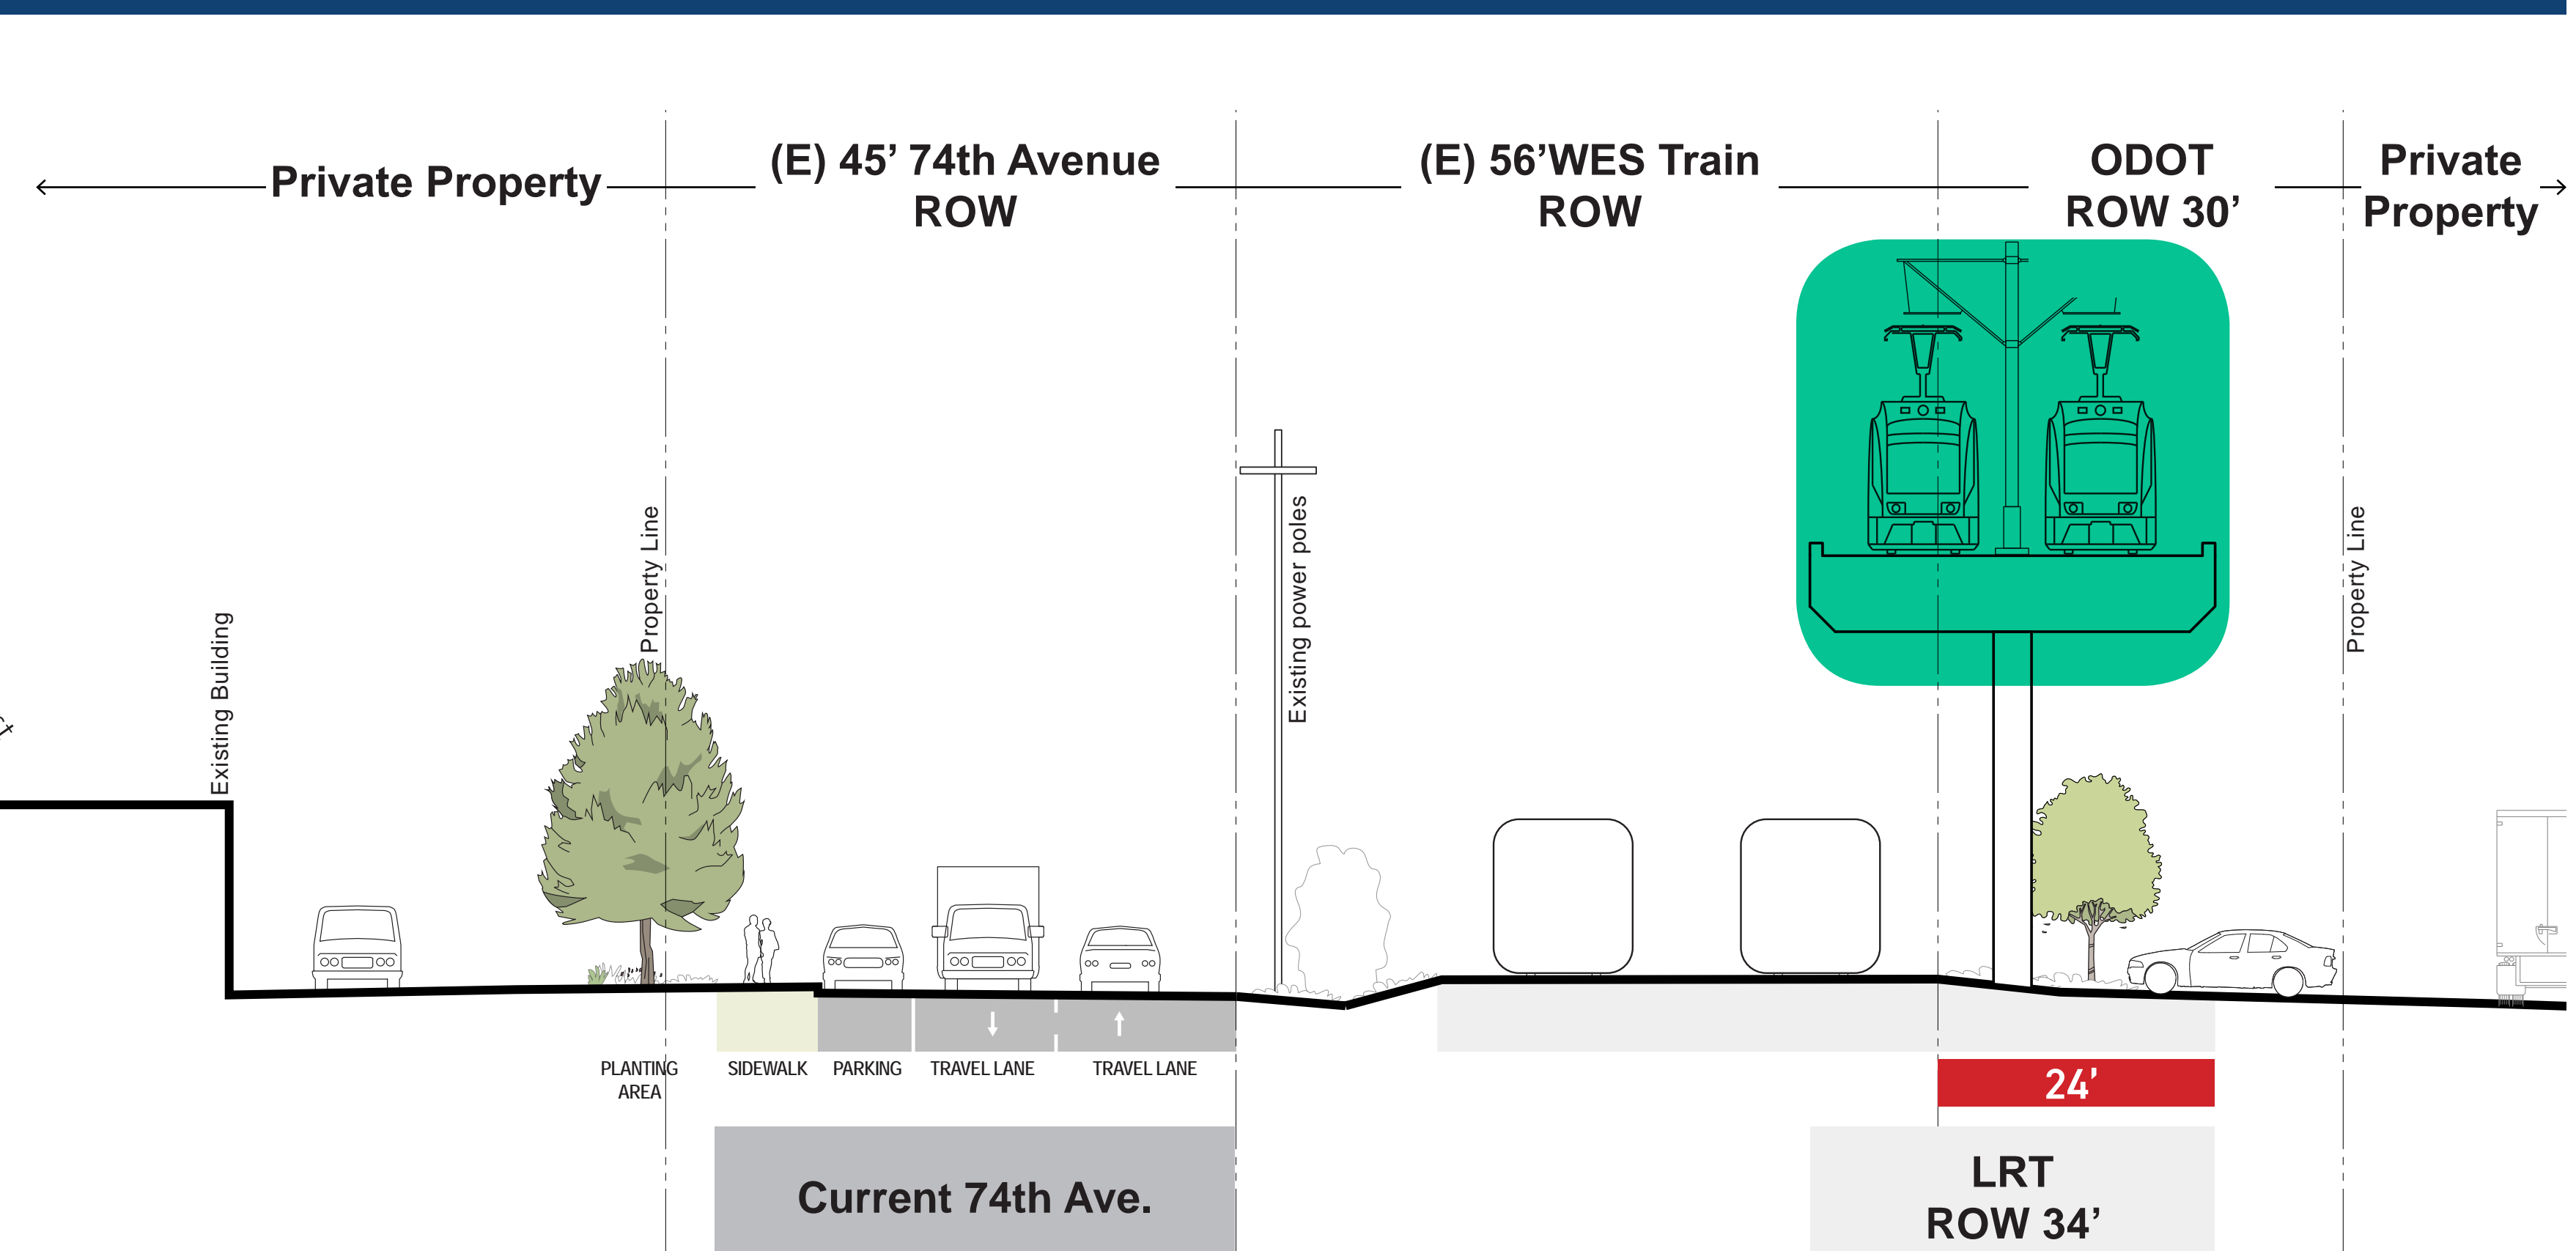 Private Property
(E) 45’ 74th Avenue
ROW
(E) 56’WES Train
ROW
ODOT
ROW 30’
Private
Property
Existing Building
Property Line
Existing power poles
Property Line
PLANTING
AREA
SIDEWALK
PARKING
TRAVEL LANE
TRAVEL LANE
24’
Current 74th Ave.
LRT
ROW 34’